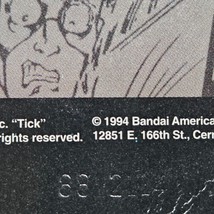 c. “Tick”
© 1994 Bandai America
rights reserved.
12851 E. 166th St., Cerr